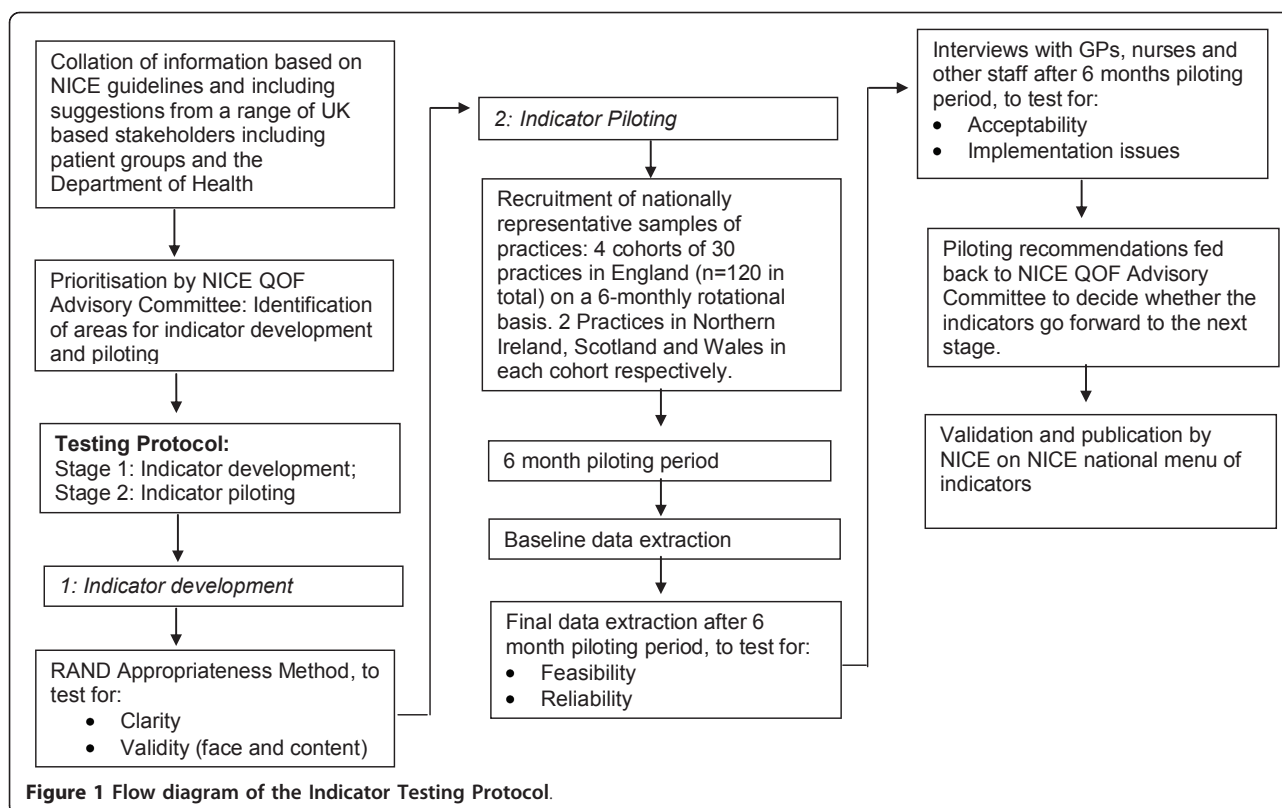 Collation of information based on
NICE guidelines and including
suggestions from a range of UK
based stakeholders including
patient groups and the
Department of Health
Prioritisation by NICE QOF
Advisory Committee: Identification
of areas for indicator development
and piloting
Testing Protocol:
Stage 1: Indicator development;
Stage 2: Indicator piloting
1: Indicator development
RAND Appropriateness Method, to
test for:
• Clarity
• Validity (face and content)
2: Indicator Piloting
Recruitment of nationally
representative samples of
practices: 4 cohorts of 30
practices in England (n=120 in
total) on a 6-monthly rotational
basis. 2 Practices in Northern
Ireland, Scotland and Wales in
each cohort respectively.
6 month piloting period
Baseline data extraction
Final data extraction after 6
month piloting period, to test for:
• Feasibility
• Reliability
Interviews with GPs, nurses and
other staff after 6 months piloting
period, to test for:
• Acceptability
• Implementation issues
Piloting recommendations fed
back to NICE QOF Advisory
Committee to decide whether the
indicators go forward to the next
stage.
Validation and publication by
NICE on NICE national menu of
indicators
Figure 1 Flow diagram of the Indicator Testing Protocol.